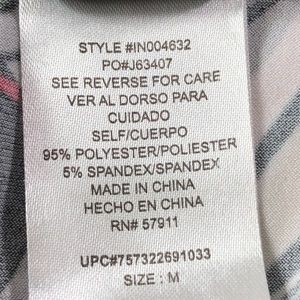 STYLE #IN004632
PO#J63407
SEE REVERSE FOR CARE
VER AL DORSO PARA
CUIDADO
SELF/CUERPO
95% POLYESTER/POLIESTER
5% SPANDEX/SPANDEX
MADE IN CHINA
HECHO EN CHINA
RN# 57911
UPC#757322691033
SIZE : M